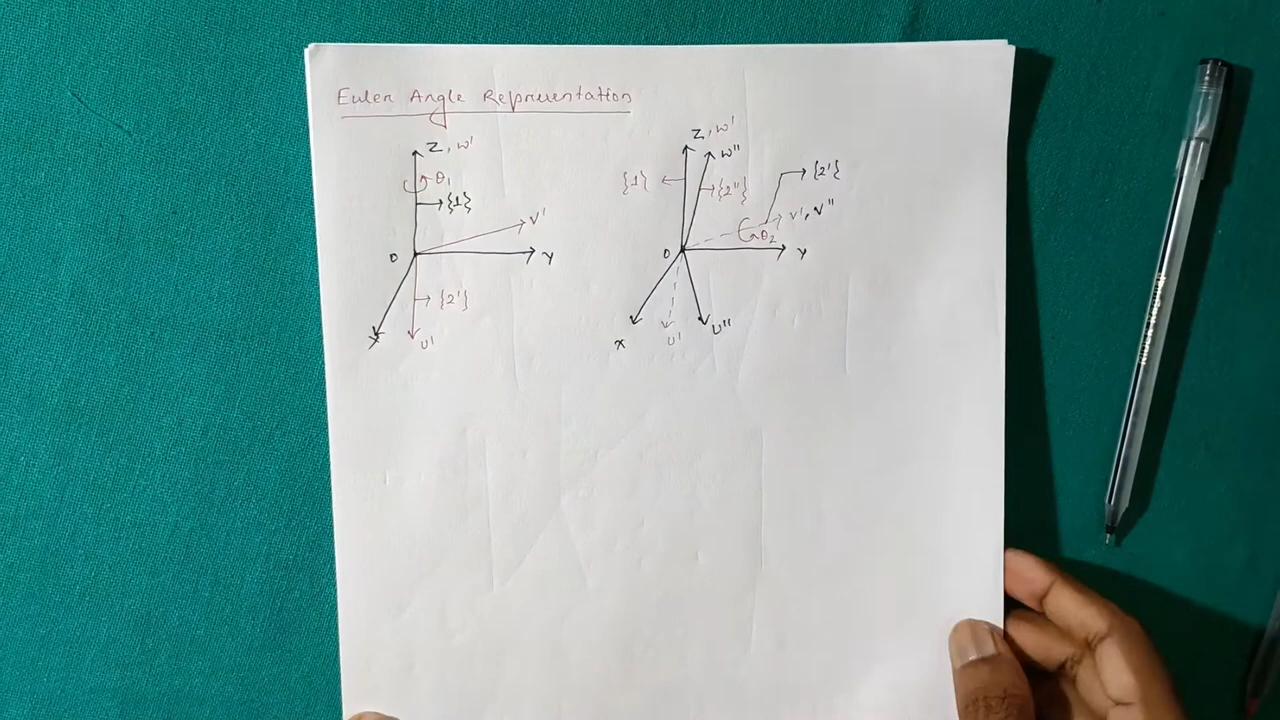 Euler Angle Representation
Z, w'
θ1
{1}
v'
O
Y
{2'}
X
U'
Z, w'
w"
{1}
{2"}
{2'}
v', v"
θ2
O
Y
X
U'
U"